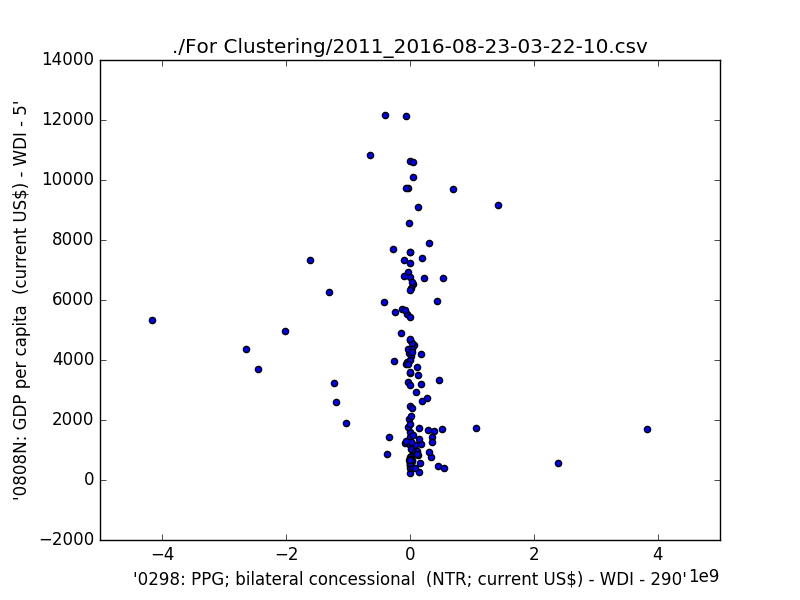 ./For Clustering/2011_2016-08-23-03-22-10.csv
14000
12000
10000
8000
6000
4000
2000
0
−2000
'0808N: GDP per capita  (current US$) - WDI - 5'
−4 −2 0 2 4
1e9
'0298: PPG; bilateral concessional  (NTR; current US$) - WDI - 290'